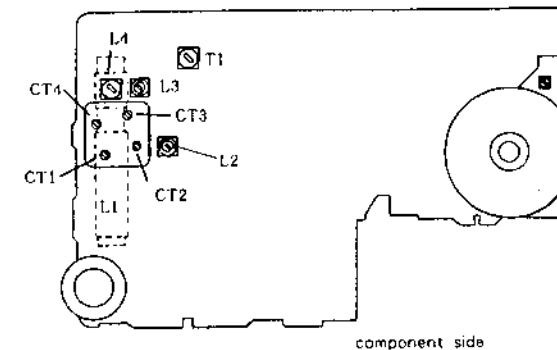 L4
T1
CT4
L3
CT3
L2
CT1
CT2
L1
component side